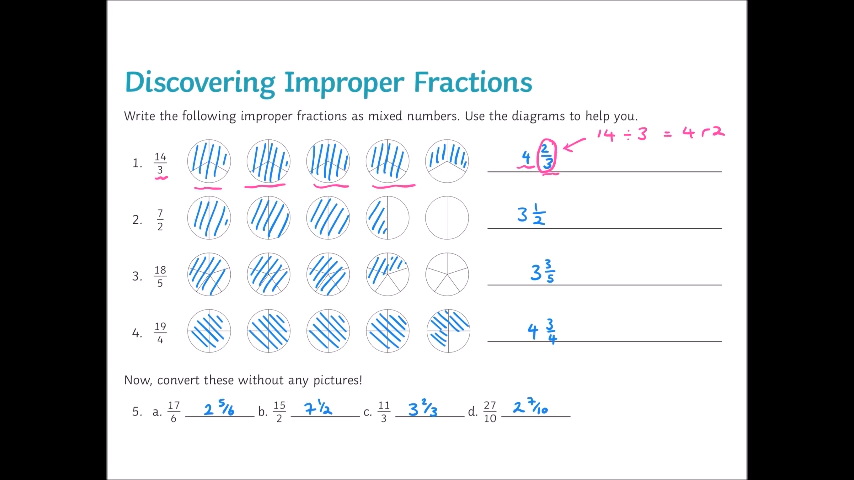 Discovering Improper Fractions
Write the following improper fractions as mixed numbers. Use the diagrams to help you.
14 ÷ 3 = 4 r 2
1. 14/3 4 2/3
2. 7/2 3 1/2
3. 18/5 3 3/5
4. 19/4 4 3/4
Now, convert these without any pictures!
5. a. 17/6 2 5/6 b. 15/2 7 1/2 c. 11/3 3 2/3 d. 27/10 2 7/10